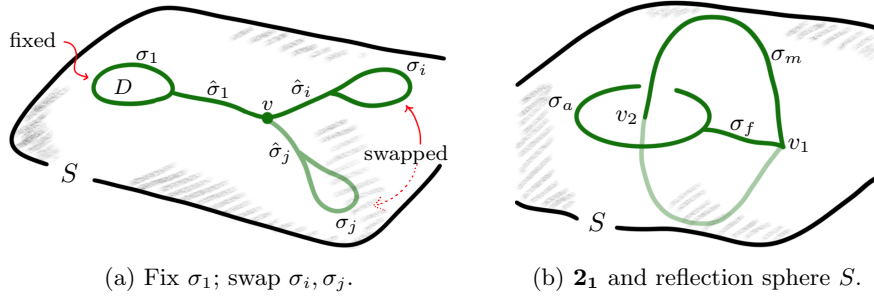 fixed
σ₁
D
σ̂₁
v
σ̂ᵢ
σᵢ
σ̂ⱼ
swapped
S
σⱼ
(a) Fix σ₁; swap σᵢ, σⱼ.
σₘ
σₐ
v₂
σ_f
v₁
S
(b) 2₁ and reflection sphere S.